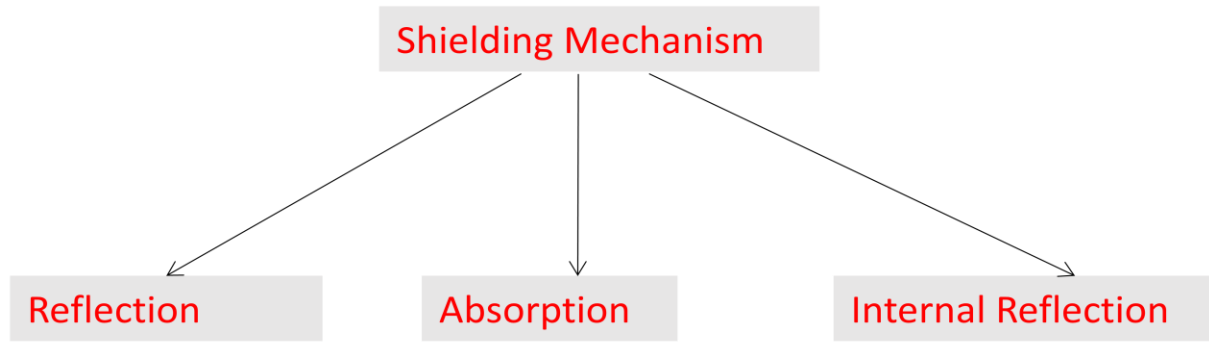 Shielding Mechanism
Reflection
Absorption
Internal Reflection